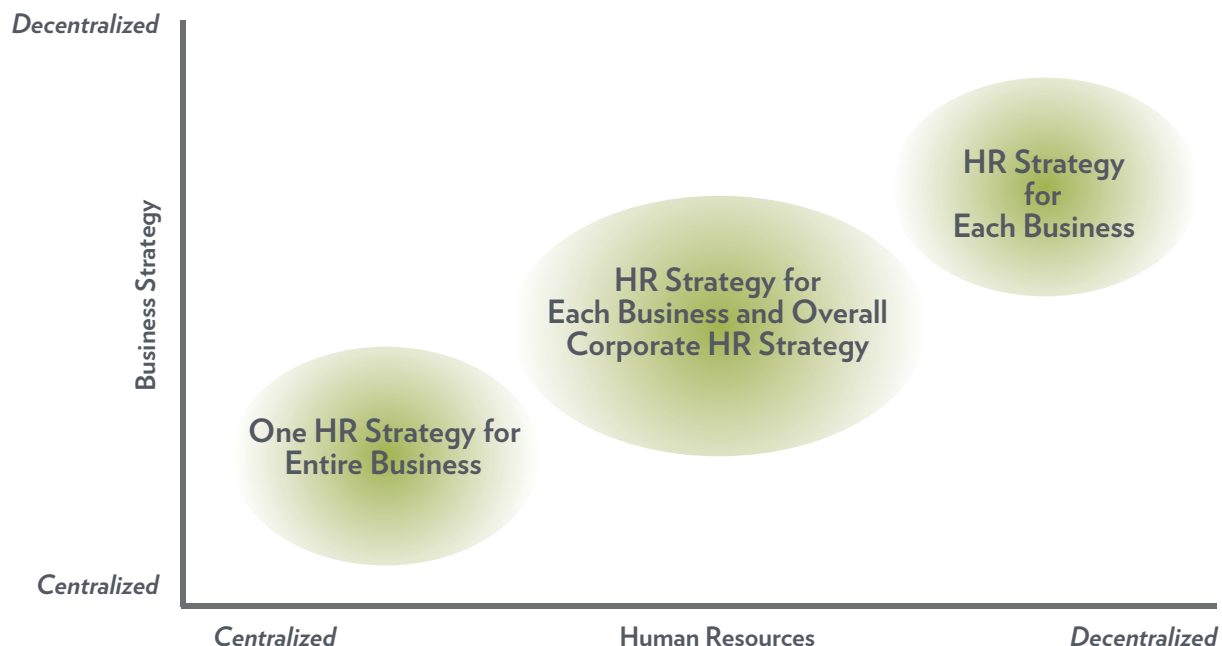 Decentralized
Business Strategy
HR Strategy
for
Each Business
HR Strategy for
Each Business and Overall
Corporate HR Strategy
One HR Strategy for
Entire Business
Centralized
Centralized
Human Resources
Decentralized